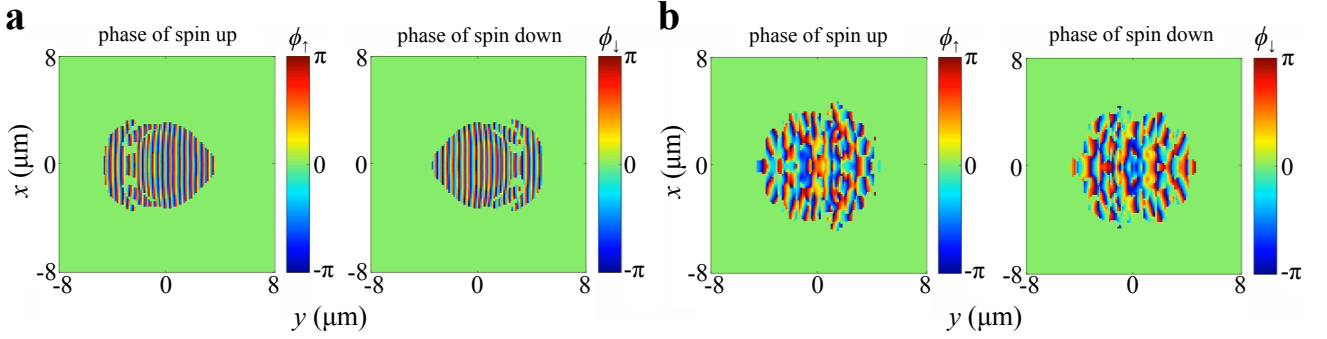 a
phase of spin up
ϕ↑
phase of spin down
ϕ↓
8
π
8
π
x (μm)
0
0
0
0
-8
-π
-8
-π
-8
0
8
-8
0
8
y (μm)
b
phase of spin up
ϕ↑
phase of spin down
ϕ↓
8
π
8
π
x (μm)
0
0
0
0
-8
-π
-8
-π
-8
0
8
-8
0
8
y (μm)